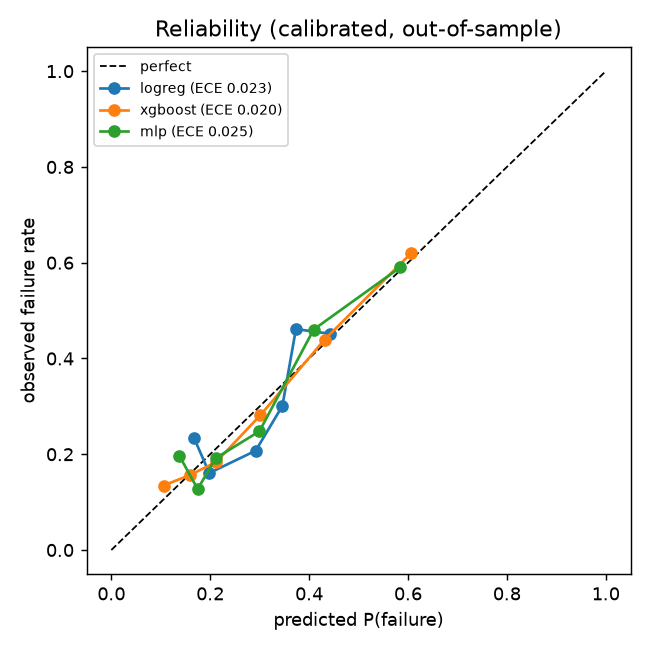 Reliability (calibrated, out-of-sample)
perfect
logreg (ECE 0.023)
xgboost (ECE 0.020)
mlp (ECE 0.025)
1.0
0.8
0.6
0.4
0.2
0.0
observed failure rate
0.0 0.2 0.4 0.6 0.8 1.0
predicted P(failure)